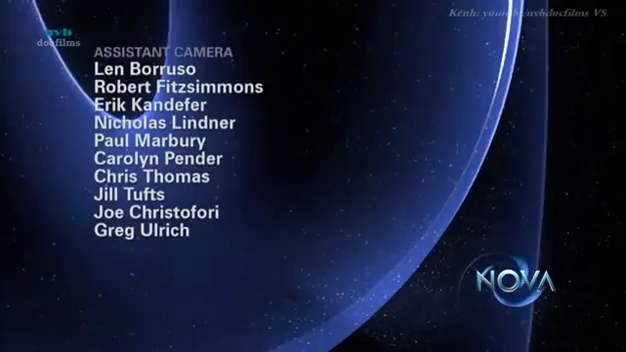 nvb
docfilms
ASSISTANT CAMERA
Len Borruso
Robert Fitzsimmons
Erik Kandefer
Nicholas Lindner
Paul Marbury
Carolyn Pender
Chris Thomas
Jill Tufts
Joe Christofori
Greg Ulrich
NOVA